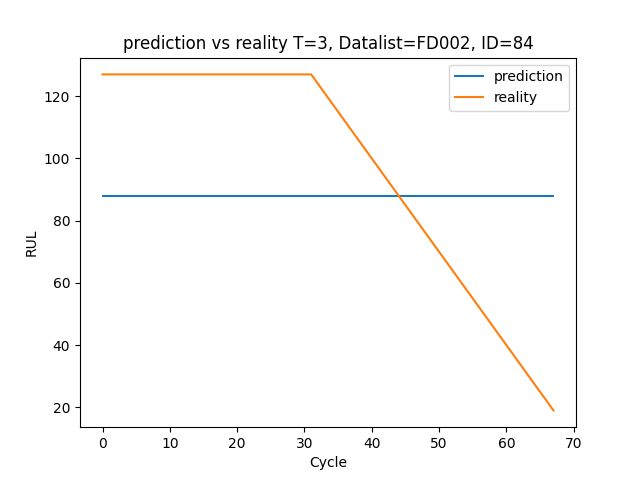 prediction vs reality T=3, Datalist=FD002, ID=84
prediction
reality
120
100
80
60
40
20
RUL
0 10 20 30 40 50 60 70
Cycle